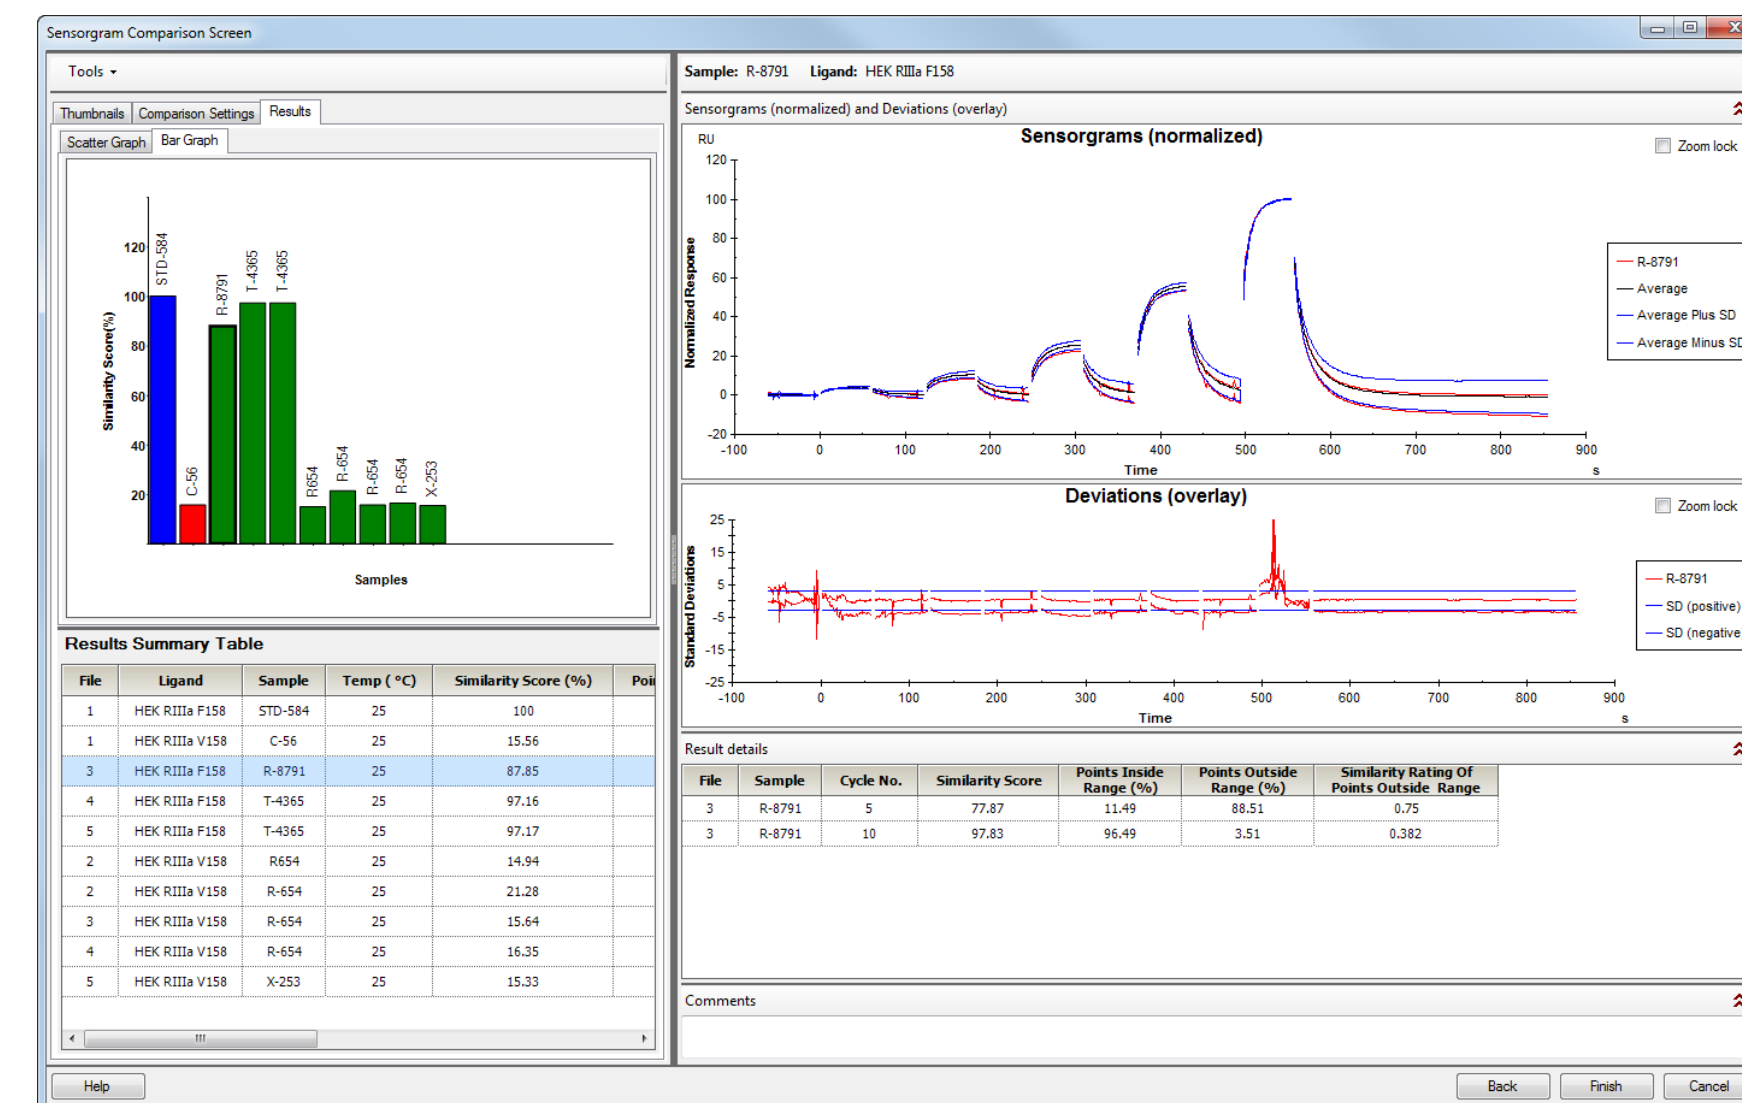 Sensorgram Comparison Screen
Tools
Thumbnails Comparison Settings Results
Scatter Graph Bar Graph
120
100
80
60
40
20
Similarity Score(%)
STD-584
C-56
R-8791
T-4365
T-4365
R654
R-654
R-654
R-654
X-253
Samples
Results Summary Table
File Ligand Sample Temp ( °C) Similarity Score (%)
1 HEK RIIIa F158 STD-584 25 100
1 HEK RIIIa V158 C-56 25 15.56
3 HEK RIIIa F158 R-8791 25 87.85
4 HEK RIIIa F158 T-4365 25 97.16
5 HEK RIIIa F158 T-4365 25 97.17
2 HEK RIIIa V158 R654 25 14.94
2 HEK RIIIa V158 R-654 25 21.28
3 HEK RIIIa V158 R-654 25 15.64
4 HEK RIIIa V158 R-654 25 16.35
5 HEK RIIIa V158 X-253 25 15.33
Help
Sample: R-8791 Ligand: HEK RIIIa F158
Sensorgrams (normalized) and Deviations (overlay)
Sensorgrams (normalized)
Zoom lock
RU
120
100
80
60
40
20
0
-20
Normalized Response
-100 0 100 200 300 400 500 600 700 800 900
Time
s
R-8791
Average
Average Plus SD
Average Minus SD
Deviations (overlay)
Zoom lock
25
15
5
-5
-15
-25
Standard Deviations
-100 0 100 200 300 400 500 600 700 800 900
Time
s
R-8791
SD (positive)
SD (negative
Result details
File Sample Cycle No. Similarity Score Points Inside Range (%) Points Outside Range (%) Similarity Rating Of Points Outside Range
3 R-8791 5 77.87 11.49 88.51 0.75
3 R-8791 10 97.83 96.49 3.51 0.382
Comments
Back Finish Cancel